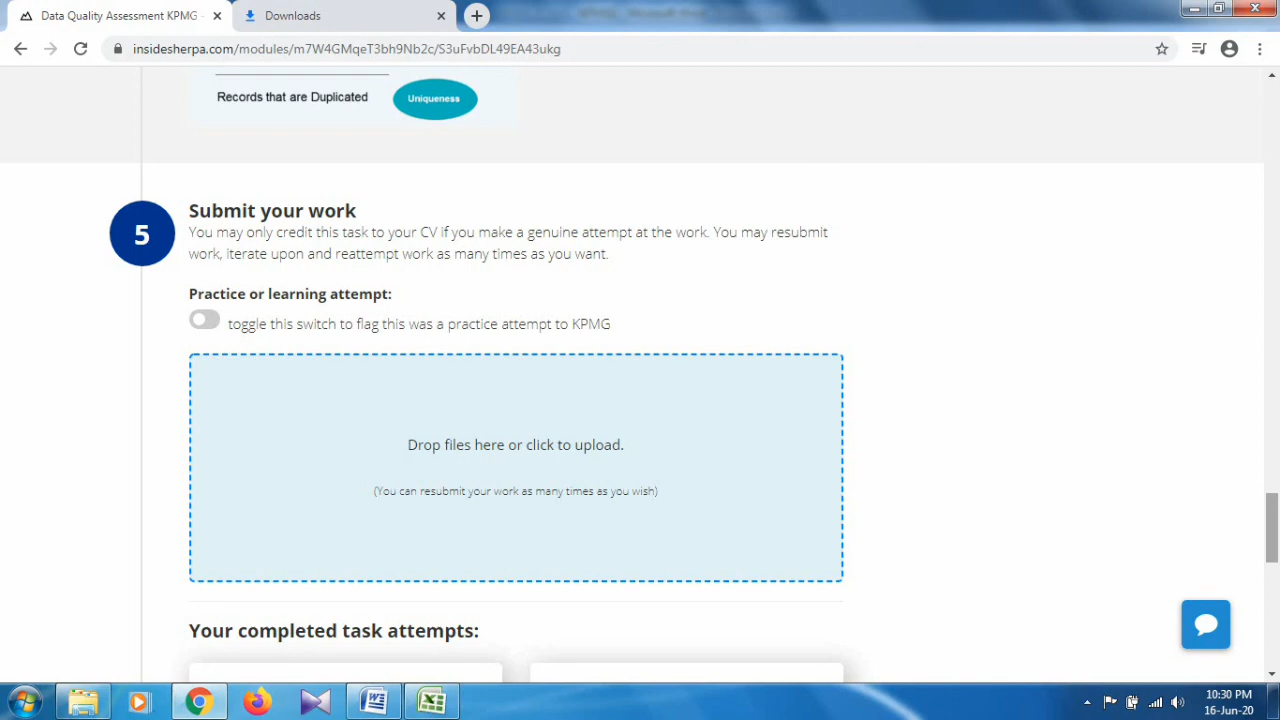 Data Quality Assessment KPMG -
Downloads
insidesherpa.com/modules/m7W4GMqeT3bh9Nb2c/S3uFvbDL49EA43ukg
Records that are Duplicated
Uniqueness
5
Submit your work
You may only credit this task to your CV if you make a genuine attempt at the work. You may resubmit
work, iterate upon and reattempt work as many times as you want.
Practice or learning attempt:
toggle this switch to flag this was a practice attempt to KPMG
Drop files here or click to upload.
(You can resubmit your work as many times as you wish)
Your completed task attempts:
10:30 PM
16-Jun-20